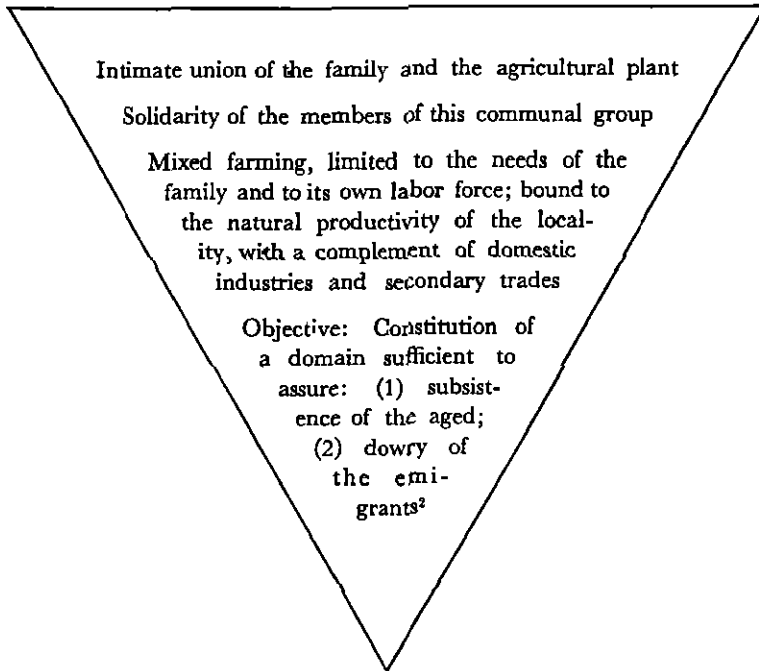 Intimate union of the family and the agricultural plant
Solidarity of the members of this communal group
Mixed farming, limited to the needs of the
family and to its own labor force; bound to
the natural productivity of the local-
ity, with a complement of domestic
industries and secondary trades
Objective: Constitution of
a domain sufficient to
assure: (1) subsist-
ence of the aged;
(2) dowry of
the emi-
grants²